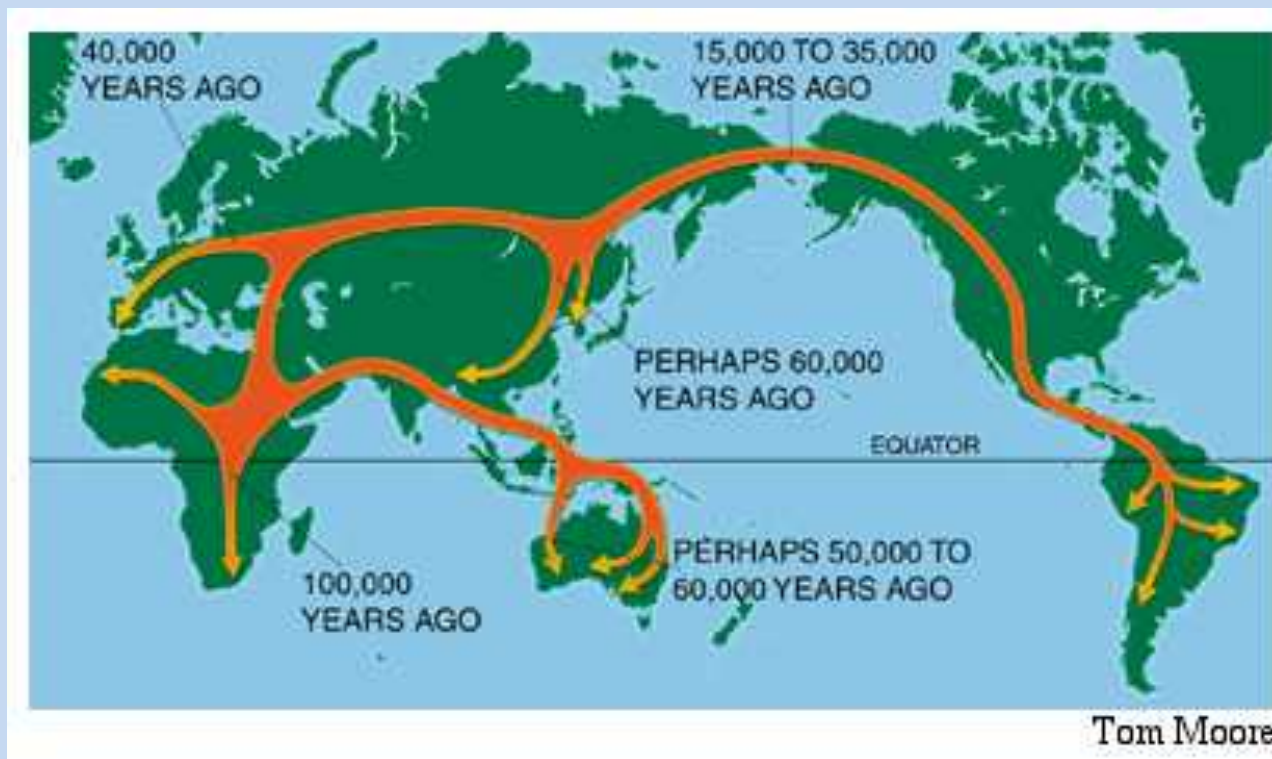 40,000
YEARS AGO
15,000 TO 35,000
YEARS AGO
PERHAPS 60,000
YEARS AGO
EQUATOR
PERHAPS 50,000 TO
60,000 YEARS AGO
100,000
YEARS AGO
Tom Moore